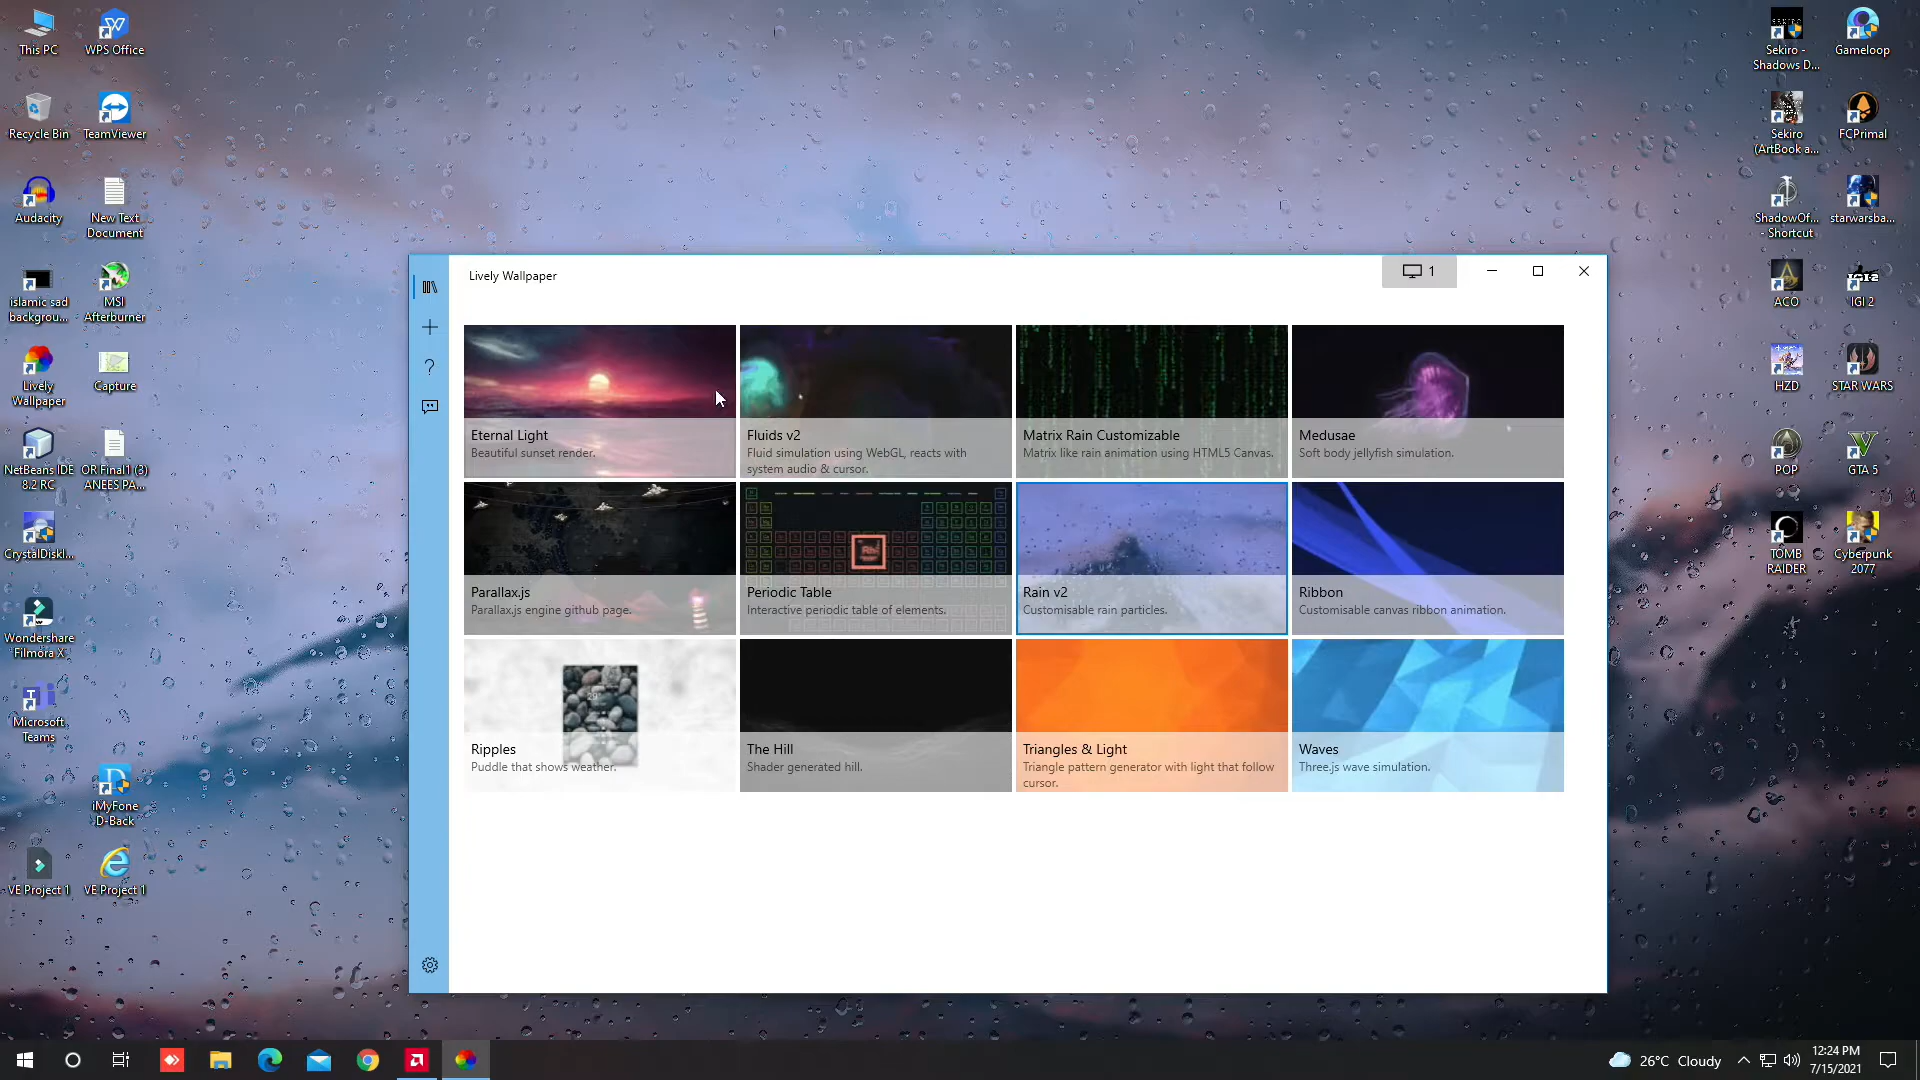 This PC
WPS Office
Recycle Bin
TeamViewer
Audacity
New Text
Document
islamic sad
backgrou...
MSI
Afterburner
Lively
Wallpaper
Capture
NetBeans IDE
8.2 RC
OR Final1 (3)
ANEES PA...
CrystalDiskI...
Wondershare
Filmora X
Microsoft
Teams
iMyFone
D-Back
VE Project 1
VE Project 1
Lively Wallpaper
1
Eternal Light
Beautiful sunset render.
Fluids v2
Fluid simulation using WebGL, reacts with
system audio & cursor.
Matrix Rain Customizable
Matrix like rain animation using HTML5 Canvas.
Medusae
Soft body jellyfish simulation.
Parallax.js
Parallax.js engine github page.
Rh
Periodic Table
Interactive periodic table of elements.
Rain v2
Customisable rain particles.
Ribbon
Customisable canvas ribbon animation.
Ripples
Puddle that shows weather.
The Hill
Shader generated hill.
Triangles & Light
Triangle pattern generator with light that follow
cursor.
Waves
Three.js wave simulation.
Sekiro -
Shadows D...
Gameloop
Sekiro
(ArtBook a...
FCPrimal
ShadowOf...
- Shortcut
starwarsba...
ACO
IGI 2
HZD
STAR WARS
POP
GTA 5
TOMB
RAIDER
Cyberpunk
2077
26°C Cloudy
12:24 PM
7/15/2021